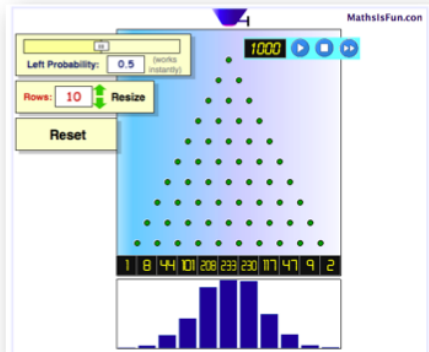 MathsIsFun.con
1000
Left Probability: 0.5 (works instantly)
Rows: 10 Resize
Reset
1 8 44 101 208 233 230 117 47 9 2